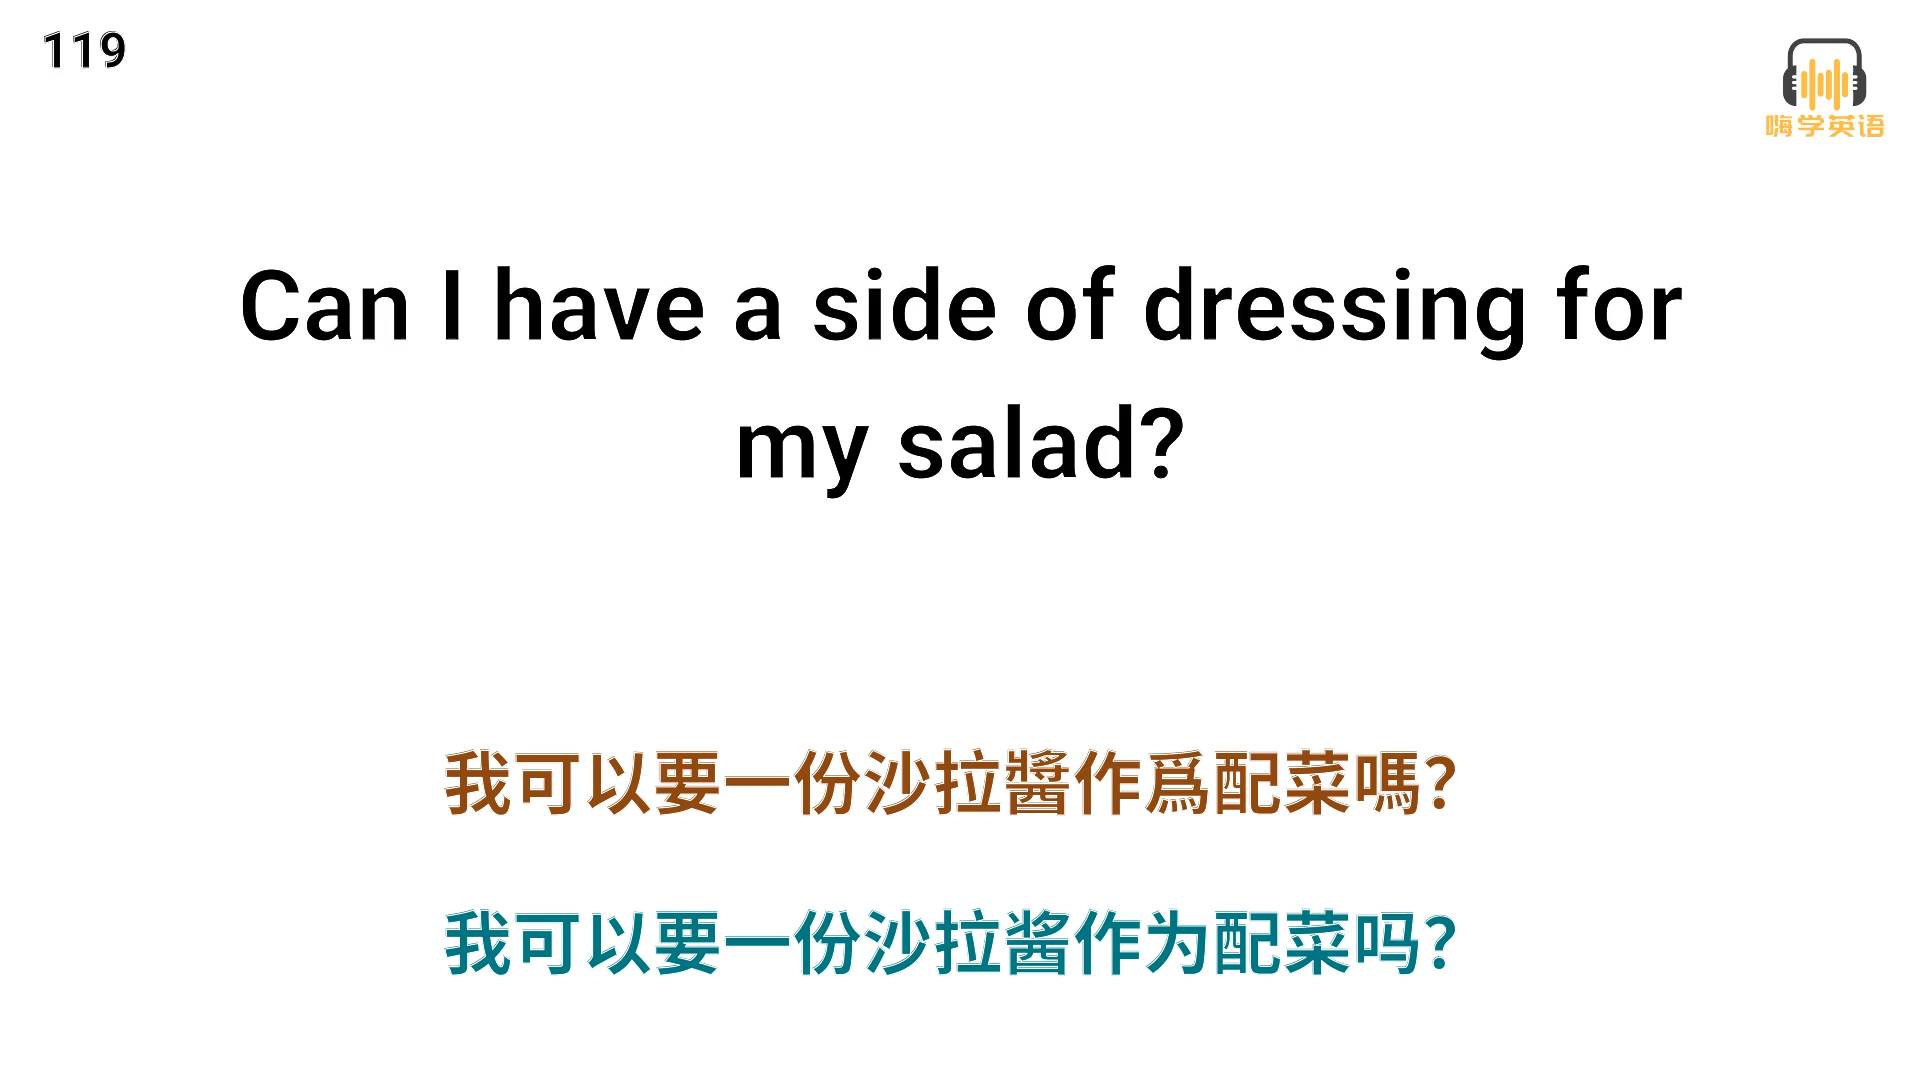 119
嗨学英语
Can I have a side of dressing for
my salad?
我可以要一份沙拉醬作爲配菜嗎?
我可以要一份沙拉酱作为配菜吗?